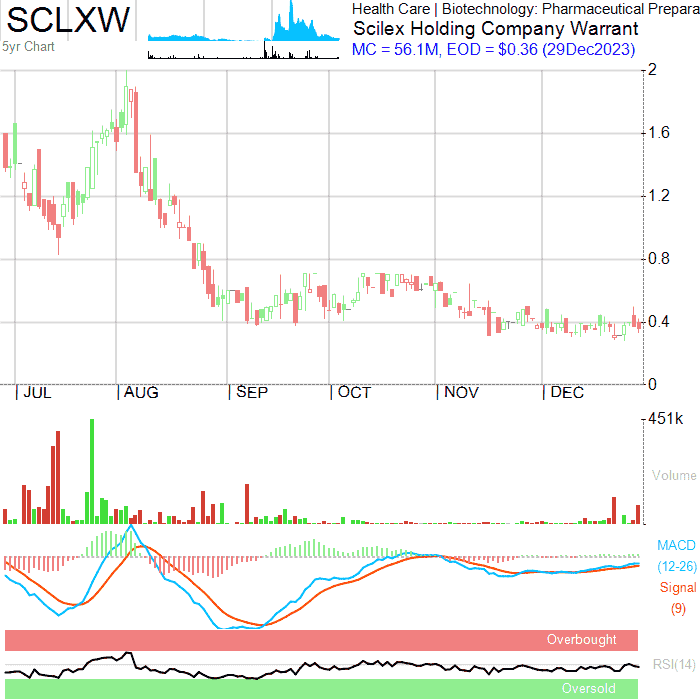 SCLXW
5yr Chart
Health Care | Biotechnology: Pharmaceutical Prepara
Scilex Holding Company Warrant
MC = 56.1M, EOD = $0.36 (29Dec2023)
2
1.6
1.2
0.8
0.4
0
JUL AUG SEP OCT NOV DEC
451k
Volume
MACD
(12-26)
Signal
(9)
Overbought
RSI(14)
Oversold